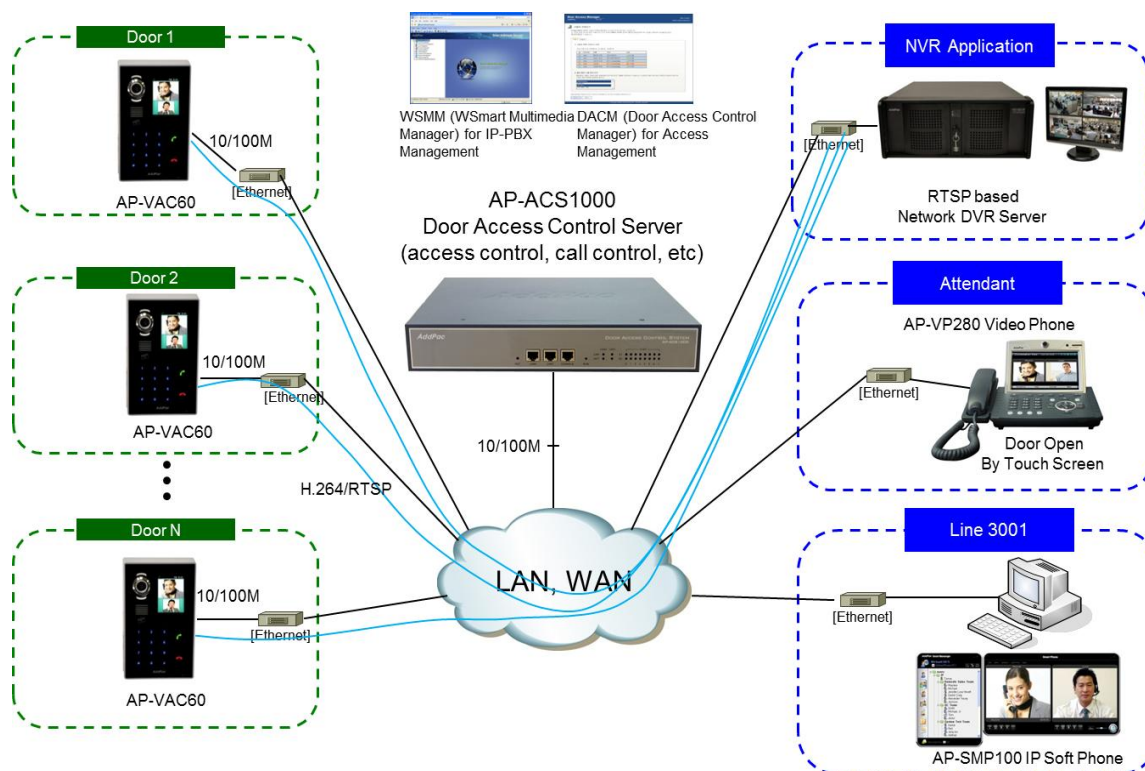 Door 1
10/100M
[Ethernet]
AP-VAC60
Door 2
10/100M
[Ethernet]
AP-VAC60
H.264/RTSP
Door N
10/100M
[Ethernet]
AP-VAC60
WSMM (WSmart Multimedia
Manager) for IP-PBX
Management
DACM (Door Access Control
Manager) for Access
Management
AP-ACS1000
Door Access Control Server
(access control, call control, etc)
AddPac
10/100M
LAN, WAN
NVR Application
[Ethernet]
RTSP based
Network DVR Server
Attendant
AP-VP280 Video Phone
[Ethernet]
Door Open
By Touch Screen
Line 3001
[Ethernet]
AP-SMP100 IP Soft Phone